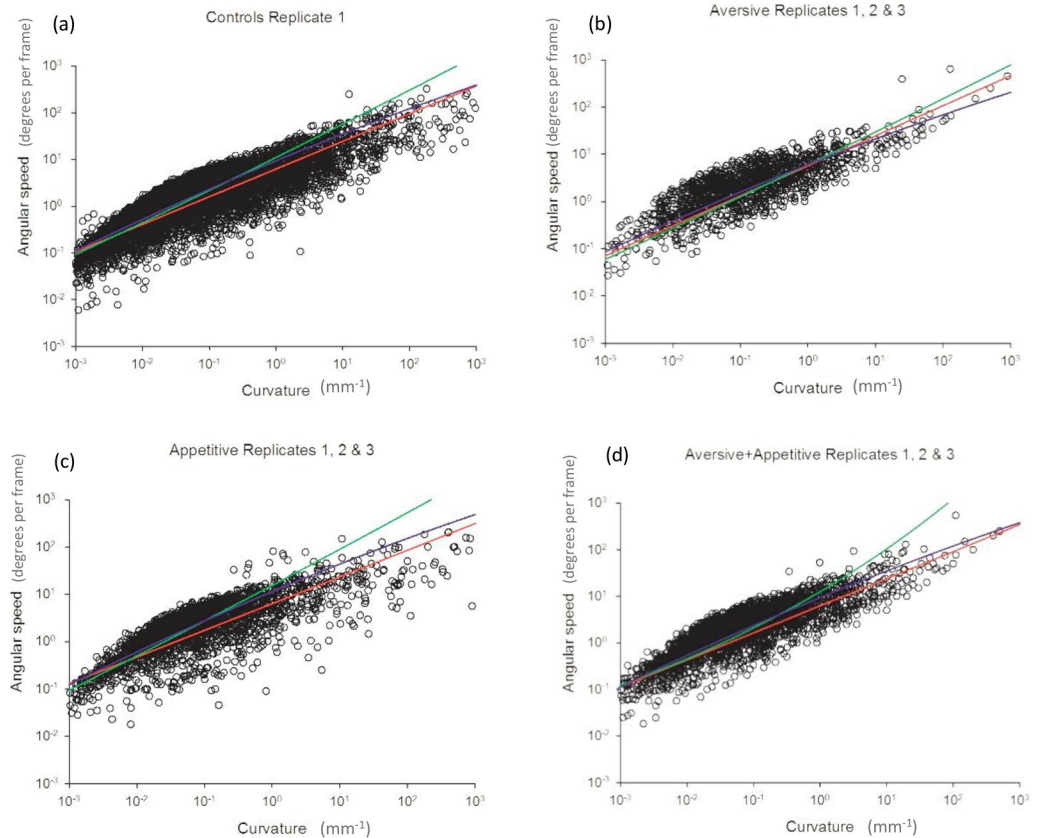 (a)
Controls Replicate 1
Angular speed (degrees per frame)
10³
10²
10¹
10⁰
10⁻¹
10⁻²
10⁻³
10⁻³ 10⁻² 10⁻¹ 10⁰ 10¹ 10² 10³
Curvature (mm⁻¹)
(b)
Aversive Replicates 1, 2 & 3
Angular speed (degrees per frame)
10³
10²
10¹
10⁰
10⁻¹
10⁻²
10⁻³
10⁻³ 10⁻² 10⁻¹ 10⁰ 10¹ 10² 10³
Curvature (mm⁻¹)
(c)
Appetitive Replicates 1, 2 & 3
Angular speed (degrees per frame)
10³
10²
10¹
10⁰
10⁻¹
10⁻²
10⁻³
10⁻³ 10⁻² 10⁻¹ 10⁰ 10¹ 10² 10³
Curvature (mm⁻¹)
(d)
Aversive+Appetitive Replicates 1, 2 & 3
Angular speed (degrees per frame)
10³
10²
10¹
10⁰
10⁻¹
10⁻²
10⁻³
10⁻³ 10⁻² 10⁻¹ 10⁰ 10¹ 10² 10³
Curvature (mm⁻¹)